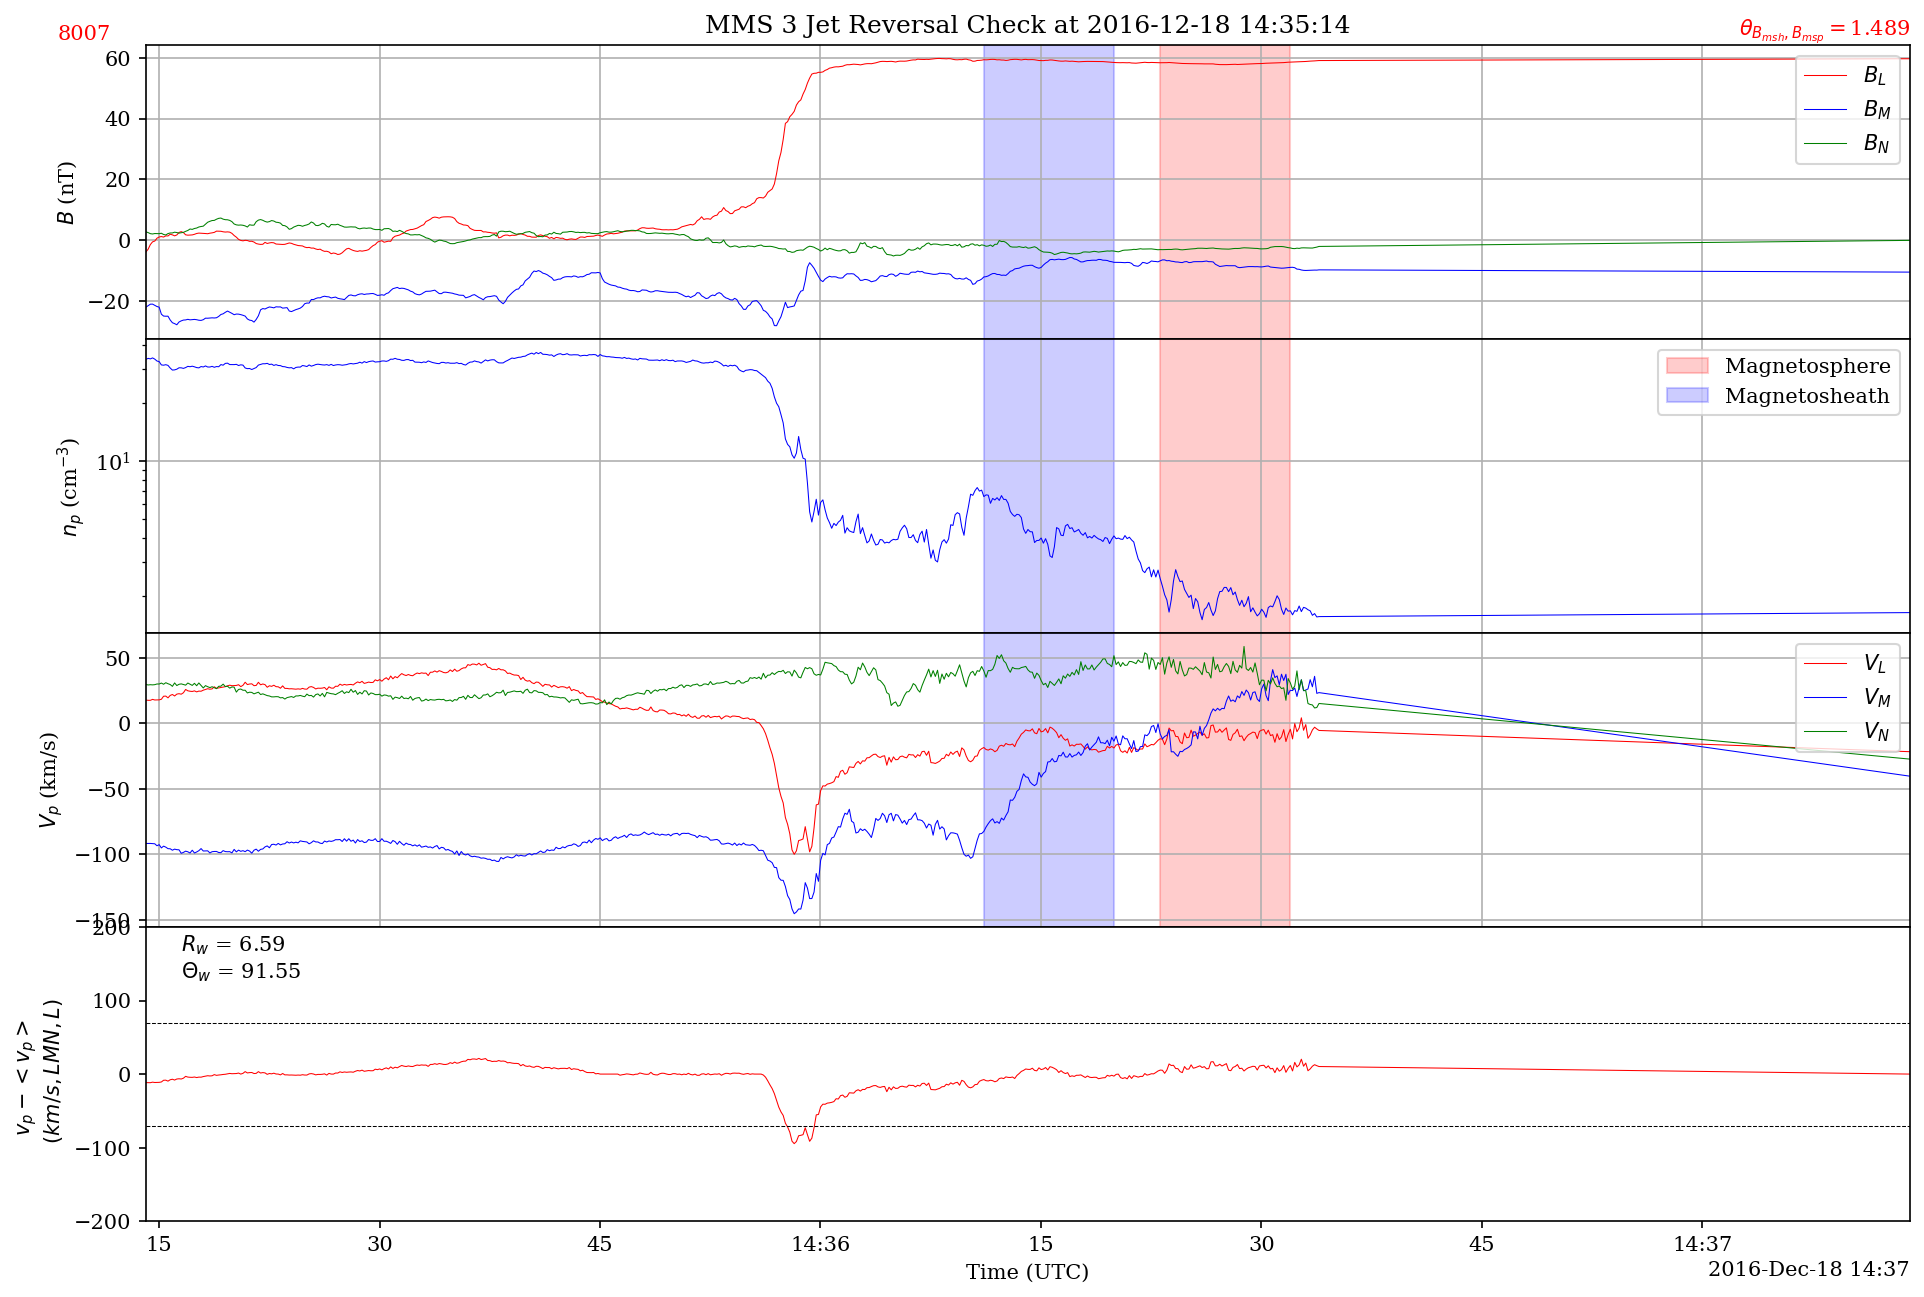 MMS 3 Jet Reversal Check at 2016-12-18 14:35:14
8007
θ_{B_{msh}, B_{msp}} = 1.489
60
40
20
0
−20
B (nT)
B_L
B_M
B_N
10^1
n_p (cm^{−3})
Magnetosphere
Magnetosheath
50
0
−50
−100
−150
V_p (km/s)
V_L
V_M
V_N
200
100
0
−100
−200
v_p − < v_p >
(km/s, LMN, L)
R_w = 6.59
Θ_w = 91.55
15
30
45
14:36
15
30
45
14:37
Time (UTC)
2016-Dec-18 14:37